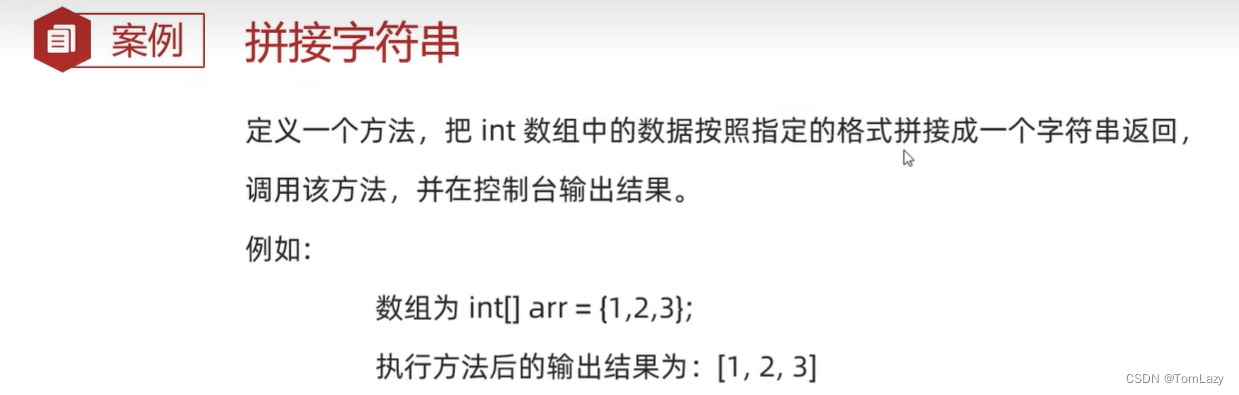 案例 拼接字符串
定义一个方法，把 int 数组中的数据按照指定的格式拼接成一个字符串返回，
调用该方法，并在控制台输出结果。
例如：
数组为 int[] arr = {1,2,3};
执行方法后的输出结果为：[1, 2, 3]
CSDN @TomLazy